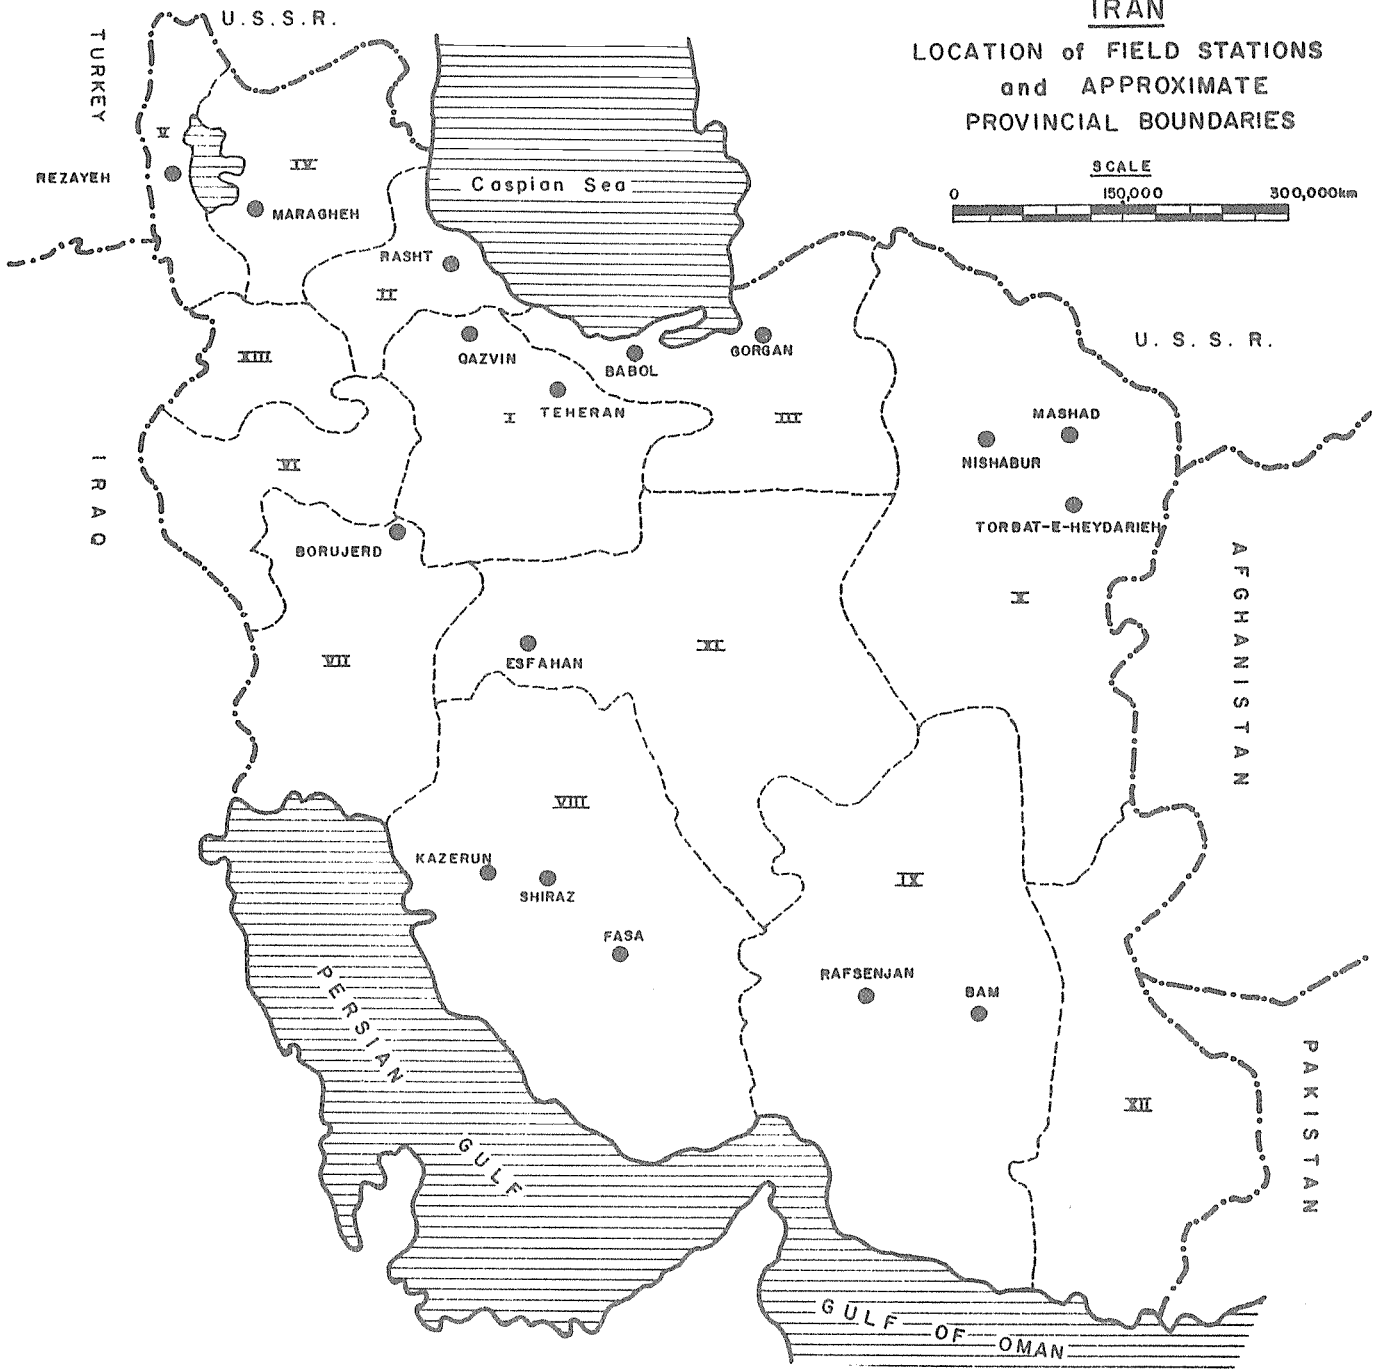 IRAN
LOCATION of FIELD STATIONS
and APPROXIMATE
PROVINCIAL BOUNDARIES
SCALE
0 150,000 300,000km
U.S.S.R.
TURKEY
V
IV
REZAYEH
MARAGHEH
Caspian Sea
RASHT
II
XIII
QAZVIN
BABOL
GORGAN
U.S.S.R.
I
TEHERAN
III
MASHAD
NISHABUR
VI
IRAQ
TORBAT-E-HEYDARIEH
BORUJERD
AFGHANISTAN
X
VII
ESFAHAN
XI
VIII
KAZERUN
SHIRAZ
IX
FASA
RAFSENJAN
BAM
PERSIAN GULF
XII
PAKISTAN
GULF OF OMAN